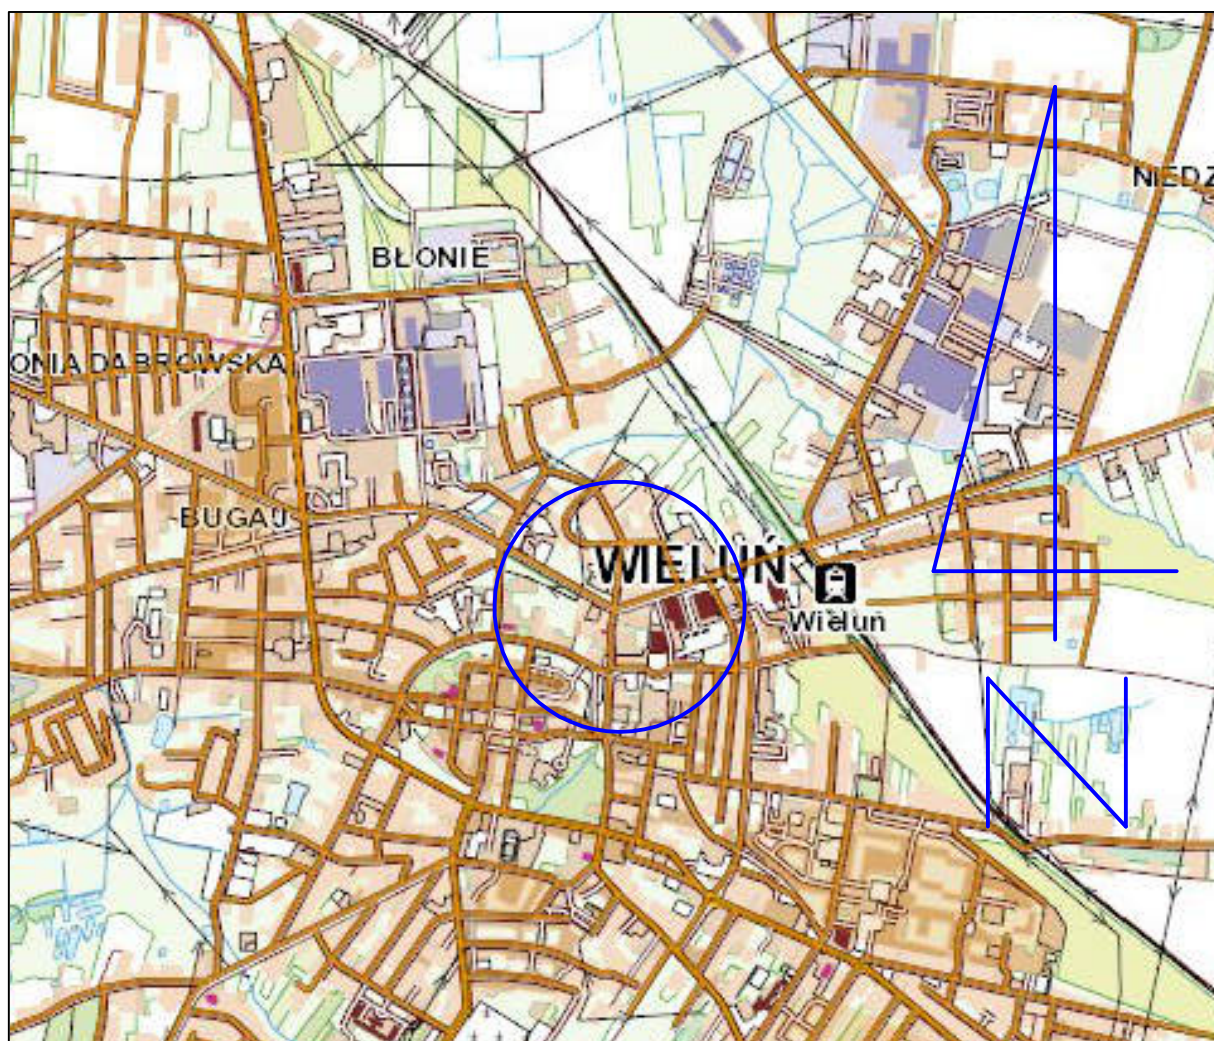 NIEDZ
BŁONIE
ONIA DĄBROWSKA
BUGAJ
WIELUŃ
Wieluń
N